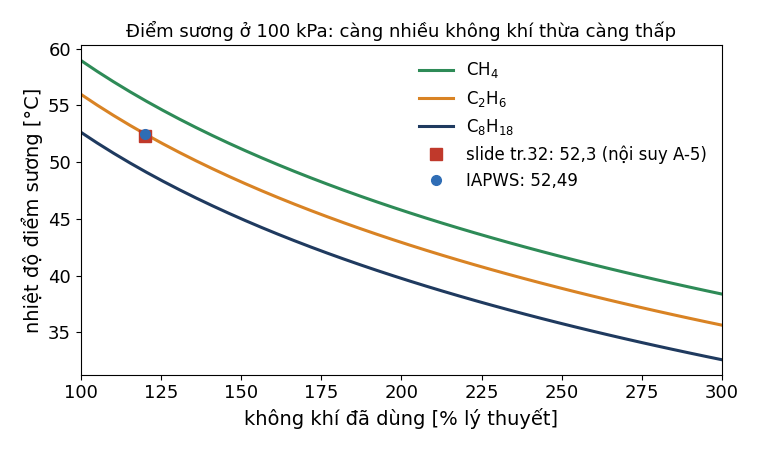 Điểm sương ở 100 kPa: càng nhiều không khí thừa càng thấp
nhiệt độ điểm sương [°C]
60
55
50
45
40
35
CH₄
C₂H₆
C₈H₁₈
slide tr.32: 52,3 (nội suy A-5)
IAPWS: 52,49
100 125 150 175 200 225 250 275 300
không khí đã dùng [% lý thuyết]